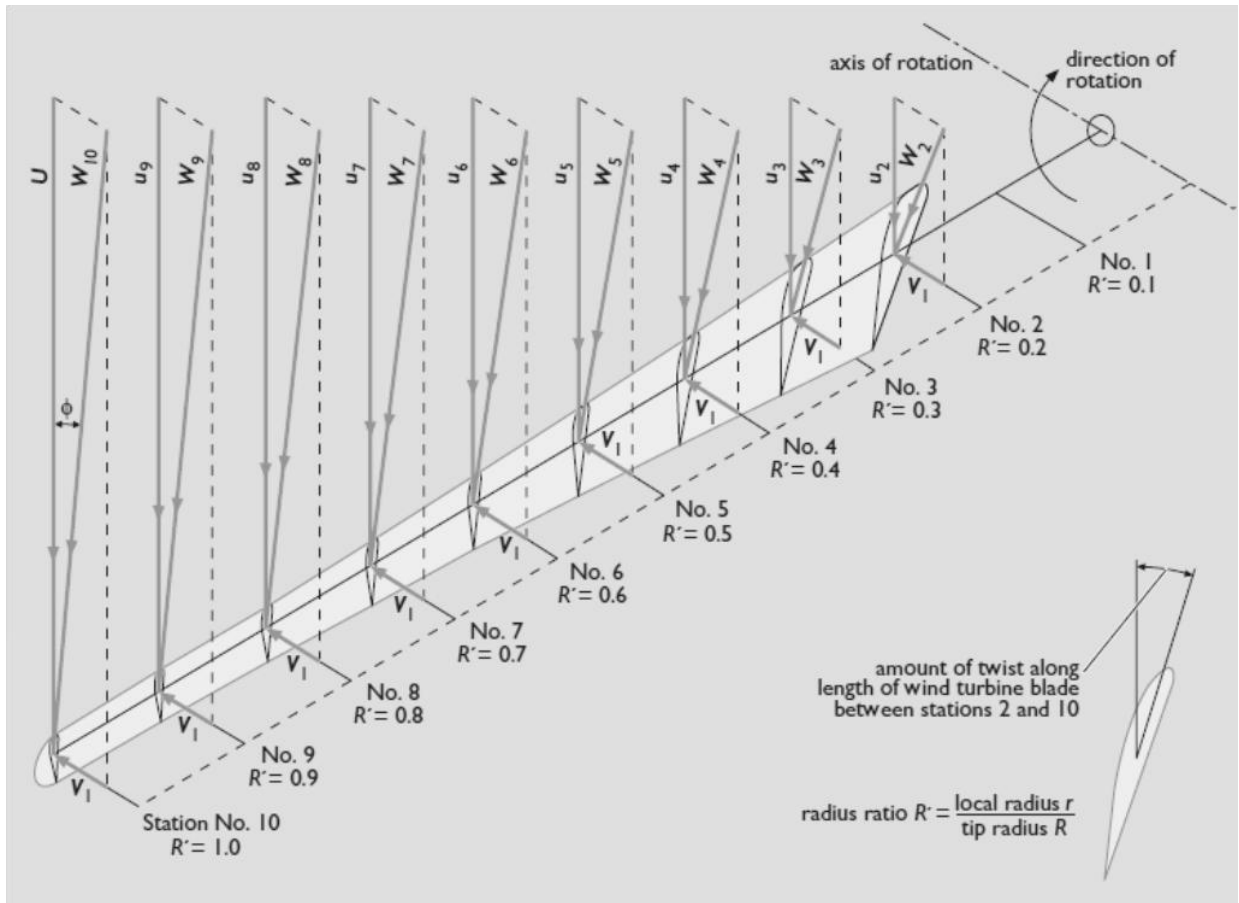 axis of rotation
direction of
rotation
U
W10
u9
W9
u8
W8
u7
W7
u6
W6
u5
W5
u4
W4
u3
W3
u2
W2
ϕ
V1
V1
V1
V1
V1
V1
V1
V1
V1
No. 1
R´= 0.1
No. 2
R´= 0.2
No. 3
R´= 0.3
No. 4
R´= 0.4
No. 5
R´= 0.5
No. 6
R´= 0.6
No. 7
R´= 0.7
No. 8
R´= 0.8
No. 9
R´= 0.9
Station No. 10
R´= 1.0
amount of twist along
length of wind turbine blade
between stations 2 and 10
radius ratio R´ = local radius r
tip radius R